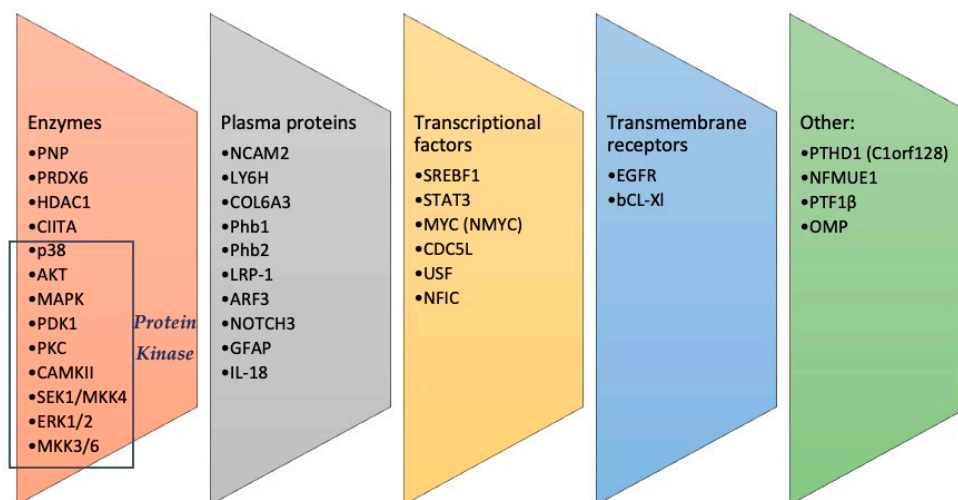 Enzymes
•PNP
•PRDX6
•HDAC1
•CIITA
•p38
•AKT
•MAPK
•PDK1
•PKC
•CAMKII
•SEK1/MKK4
•ERK1/2
•MKK3/6
Protein
Kinase
Plasma proteins
•NCAM2
•LY6H
•COL6A3
•Phb1
•Phb2
•LRP-1
•ARF3
•NOTCH3
•GFAP
•IL-18
Transcriptional
factors
•SREBF1
•STAT3
•MYC (NMYC)
•CDC5L
•USF
•NFIC
Transmembrane
receptors
•EGFR
•bCL-Xl
Other:
•PTHD1 (C1orf128)
•NFMUE1
•PTF1β
•OMP